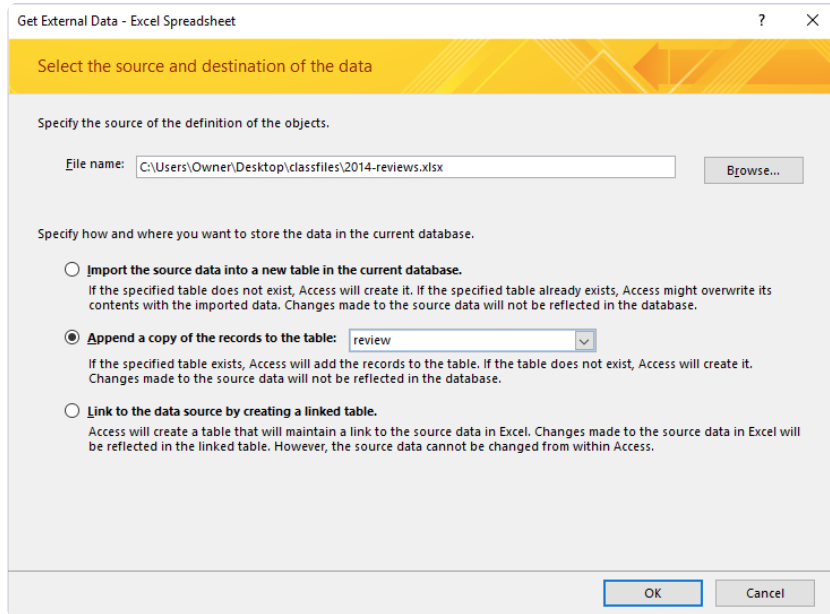 Get External Data - Excel Spreadsheet
?
Select the source and destination of the data
Specify the source of the definition of the objects.
File name: C:\Users\Owner\Desktop\classfiles\2014-reviews.xlsx Browse...
Specify how and where you want to store the data in the current database.
Import the source data into a new table in the current database.
If the specified table does not exist, Access will create it. If the specified table already exists, Access might overwrite its
contents with the imported data. Changes made to the source data will not be reflected in the database.
Append a copy of the records to the table: review
If the specified table exists, Access will add the records to the table. If the table does not exist, Access will create it.
Changes made to the source data will not be reflected in the database.
Link to the data source by creating a linked table.
Access will create a table that will maintain a link to the source data in Excel. Changes made to the source data in Excel will
be reflected in the linked table. However, the source data cannot be changed from within Access.
OK Cancel